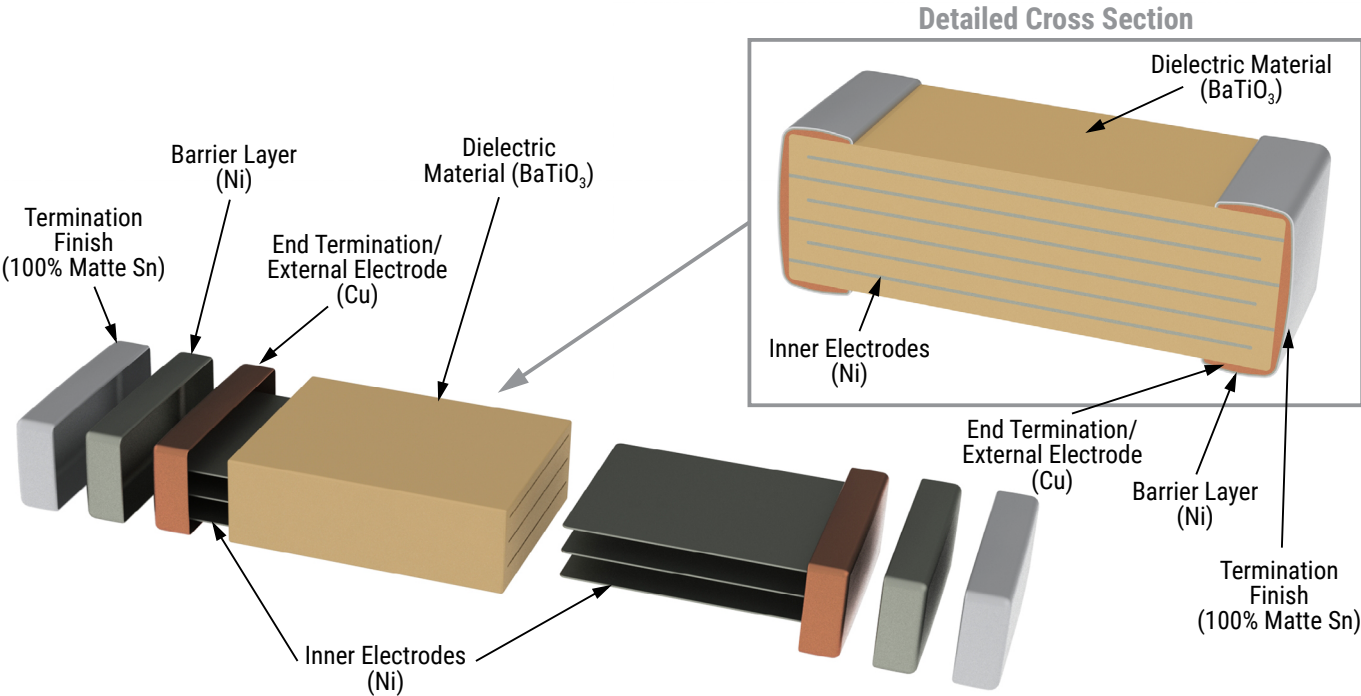 Detailed Cross Section
Dielectric Material
(BaTiO₃)
Inner Electrodes
(Ni)
End Termination/
External Electrode
(Cu)
Barrier Layer
(Ni)
Termination
Finish
(100% Matte Sn)
Termination
Finish
(100% Matte Sn)
Barrier Layer
(Ni)
End Termination/
External Electrode
(Cu)
Dielectric
Material (BaTiO₃)
Inner Electrodes
(Ni)